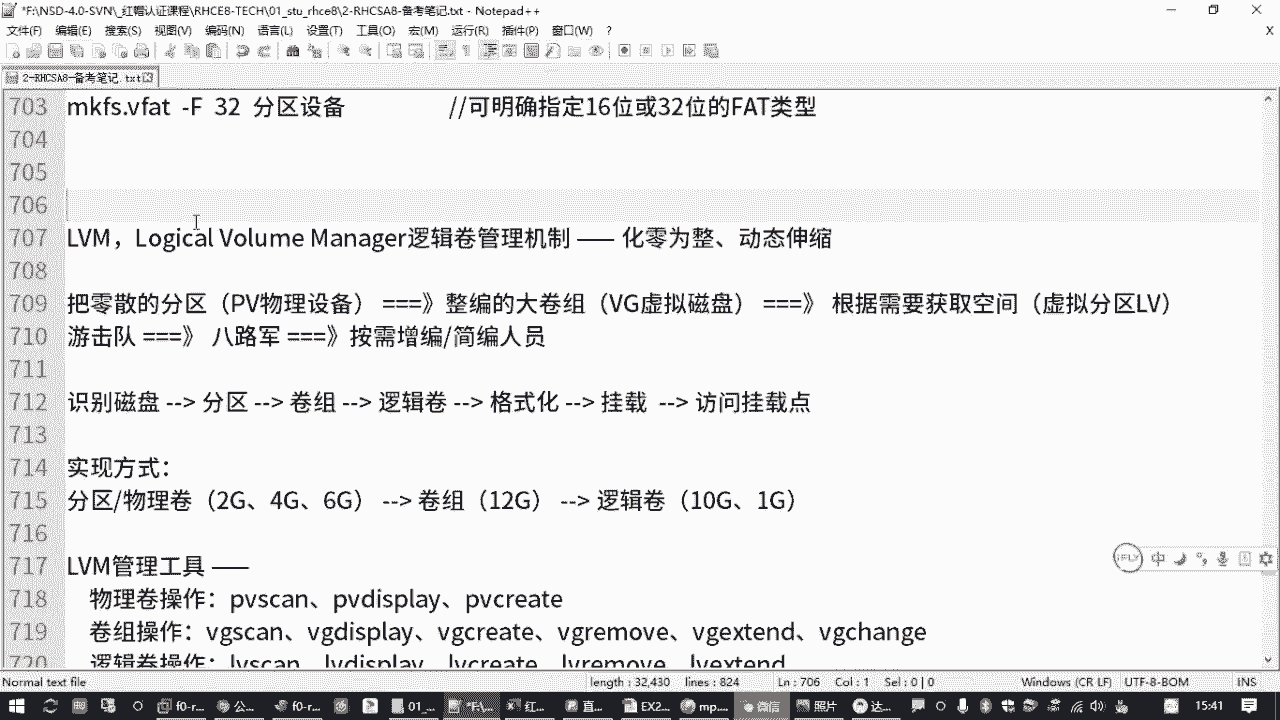 *F:\NSD-4.0-SVN\_红帽认证课程\RHCE8-TECH\01_stu_rhce8\2-RHCSA8-备考笔记.txt - Notepad++
文件(F) 编辑(E) 搜索(S) 视图(V) 编码(N) 语言(L) 设置(T) 工具(O) 宏(M) 运行(R) 插件(P) 窗口(W) ? X
2-RHCSA8-备考笔记.txt
703 mkfs.vfat -F 32 分区设备 //可明确指定16位或32位的FAT类型
704
705
706
707 LVM，Logical Volume Manager逻辑卷管理机制 —— 化零为整、动态伸缩
708
709 把零散的分区（PV物理设备） ===》整编的大卷组（VG虚拟磁盘） ===》 根据需要获取空间（虚拟分区LV）
710 游击队 ===》 八路军 ===》按需增编/简编人员
711
712 识别磁盘 --> 分区 --> 卷组 --> 逻辑卷 --> 格式化 --> 挂载 --> 访问挂载点
713
714 实现方式：
715 分区/物理卷（2G、4G、6G） --> 卷组（12G） --> 逻辑卷（10G、1G）
716
717 LVM管理工具 ——
718 物理卷操作：pvscan、pvdisplay、pvcreate
719 卷组操作：vgscan、vgdisplay、vgcreate、vgremove、vgextend、vgchange
720 逻辑卷操作：lvscan、lvdisplay、lvcreate、lvremove、lvextend
iFLY 中
Normal text file length : 32,430 lines : 824 Ln : 706 Col : 1 Sel : 0 | 0 Windows (CR LF) UTF-8-BOM INS
f0-r... 公... f0-r... 01_... *F\... 红... 直... EX2... mp... 微信 照片 达... 15:41